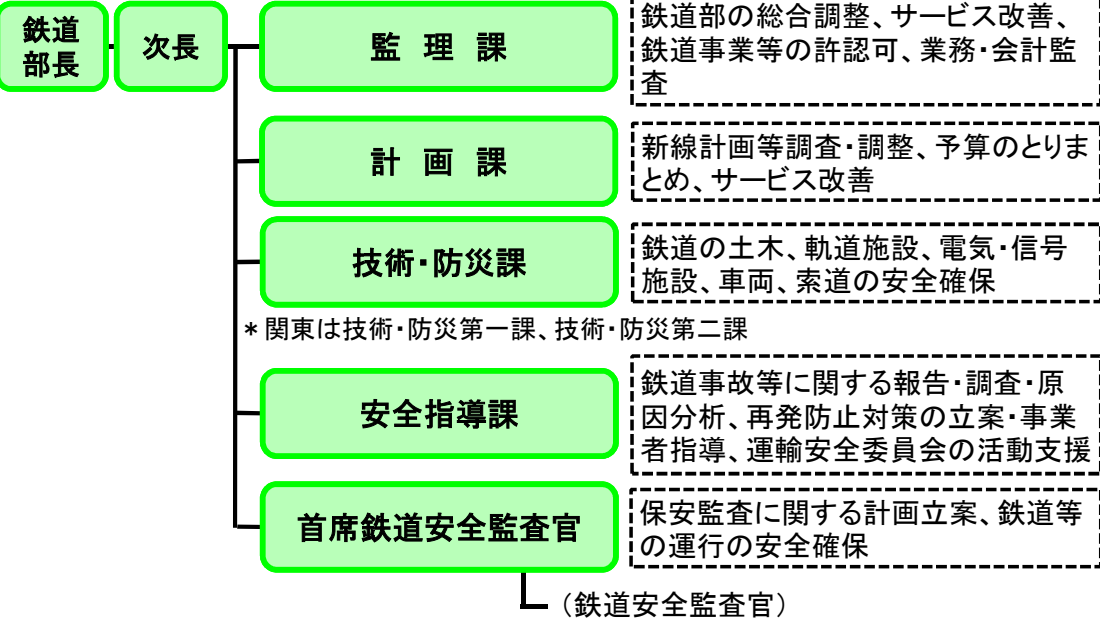 鉄道
部長
次長
監 理 課
鉄道部の総合調整、サービス改善、
鉄道事業等の許認可、業務・会計監
査
計 画 課
新線計画等調査・調整、予算のとりま
とめ、サービス改善
技術・防災課
鉄道の土木、軌道施設、電気・信号
施設、車両、索道の安全確保
＊関東は技術・防災第一課、技術・防災第二課
安全指導課
鉄道事故等に関する報告・調査・原
因分析、再発防止対策の立案・事業
者指導、運輸安全委員会の活動支援
首席鉄道安全監査官
保安監査に関する計画立案、鉄道等
の運行の安全確保
（鉄道安全監査官）